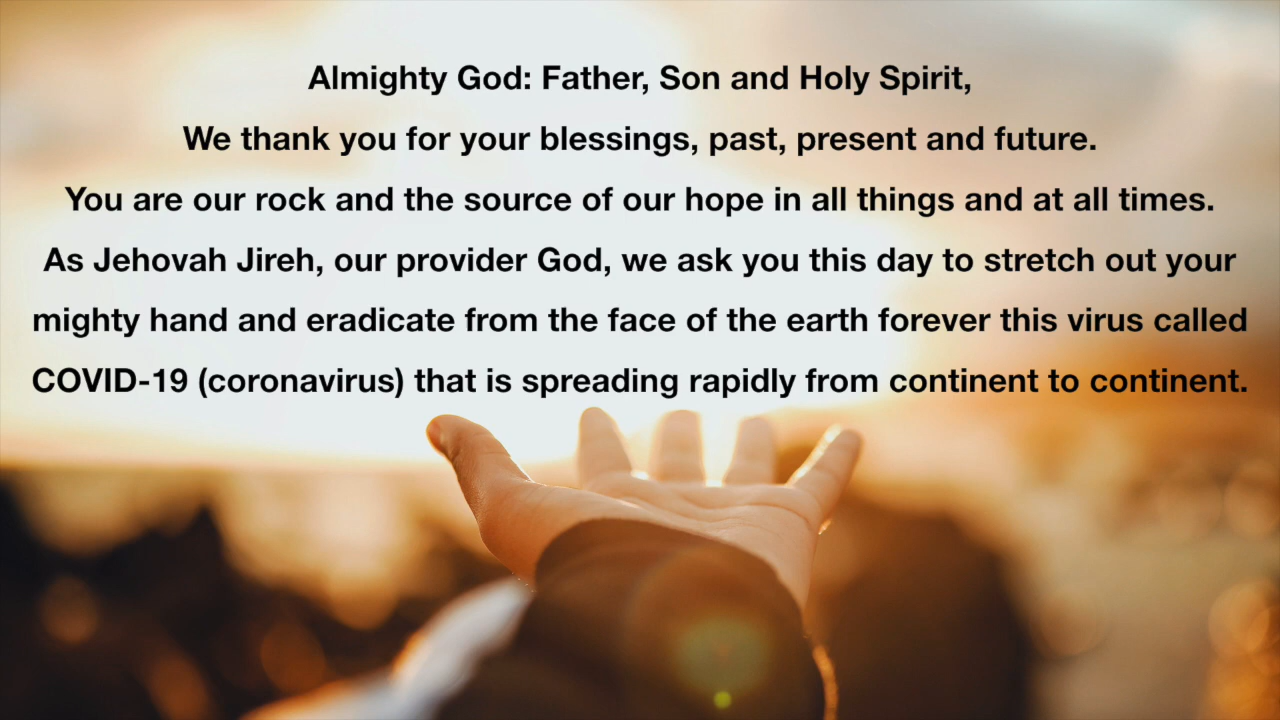 Almighty God: Father, Son and Holy Spirit,
We thank you for your blessings, past, present and future.
You are our rock and the source of our hope in all things and at all times.
As Jehovah Jireh, our provider God, we ask you this day to stretch out your
mighty hand and eradicate from the face of the earth forever this virus called
COVID-19 (coronavirus) that is spreading rapidly from continent to continent.